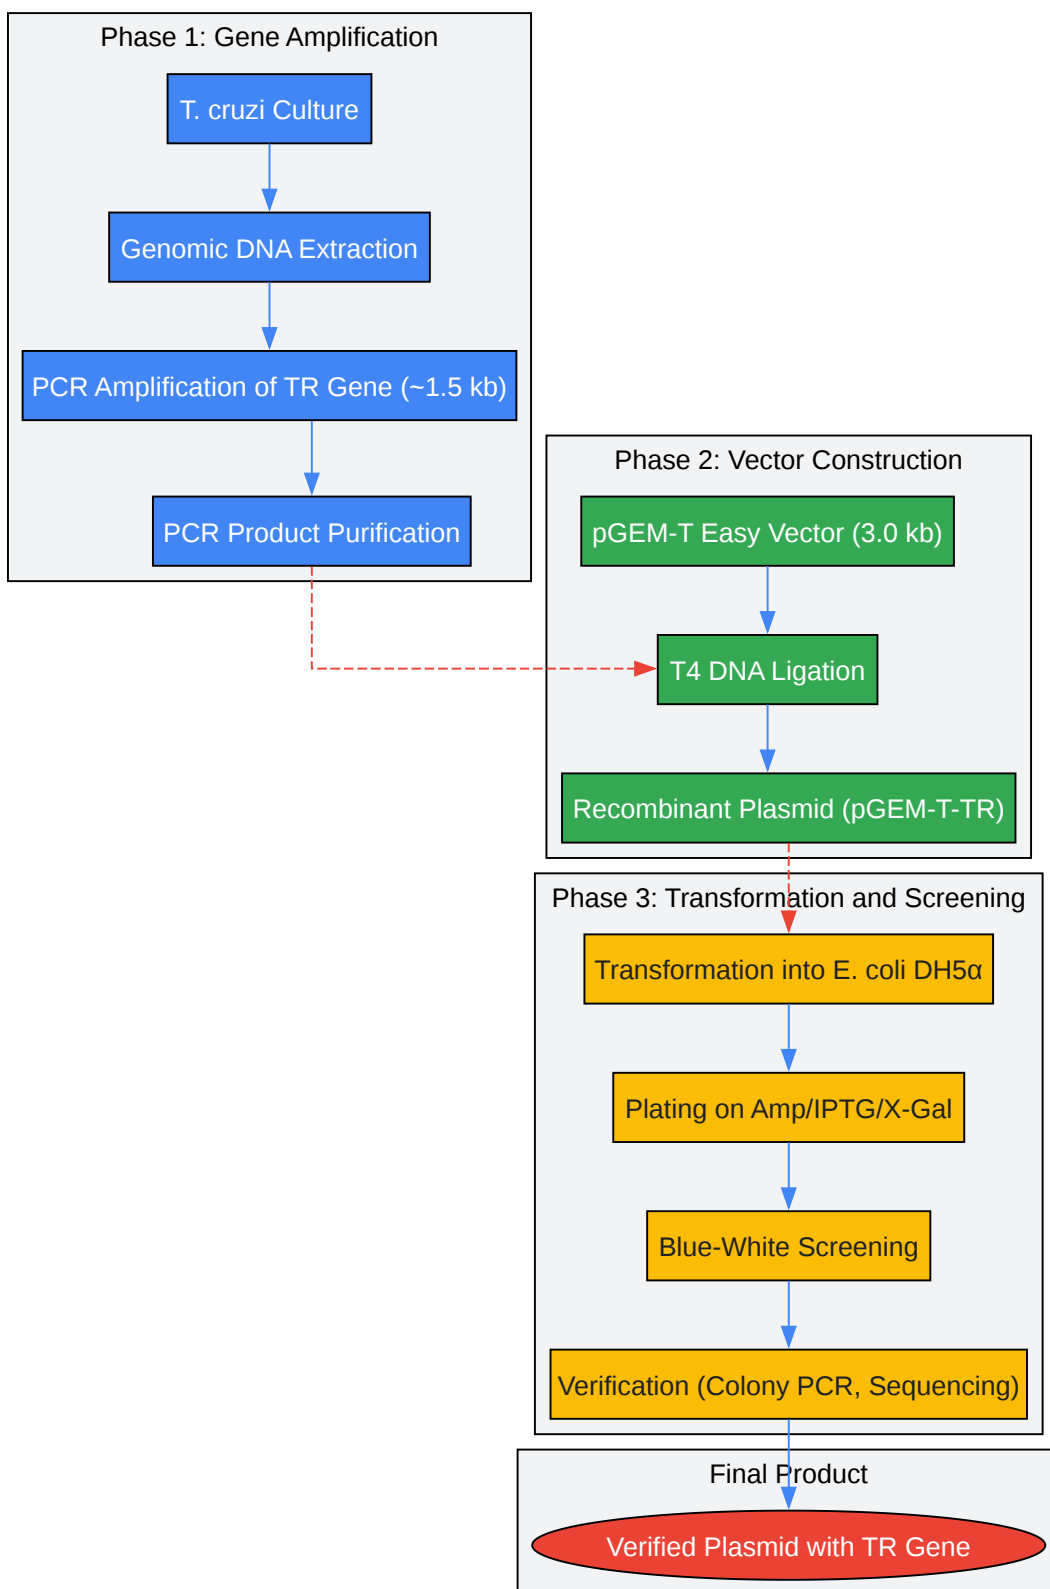 Phase 1: Gene Amplification
T. cruzi Culture
Genomic DNA Extraction
PCR Amplification of TR Gene (~1.5 kb)
PCR Product Purification
Phase 2: Vector Construction
pGEM-T Easy Vector (3.0 kb)
T4 DNA Ligation
Recombinant Plasmid (pGEM-T-TR)
Phase 3: Transformation and Screening
Transformation into E. coli DH5α
Plating on Amp/IPTG/X-Gal
Blue-White Screening
Verification (Colony PCR, Sequencing)
Final Product
Verified Plasmid with TR Gene